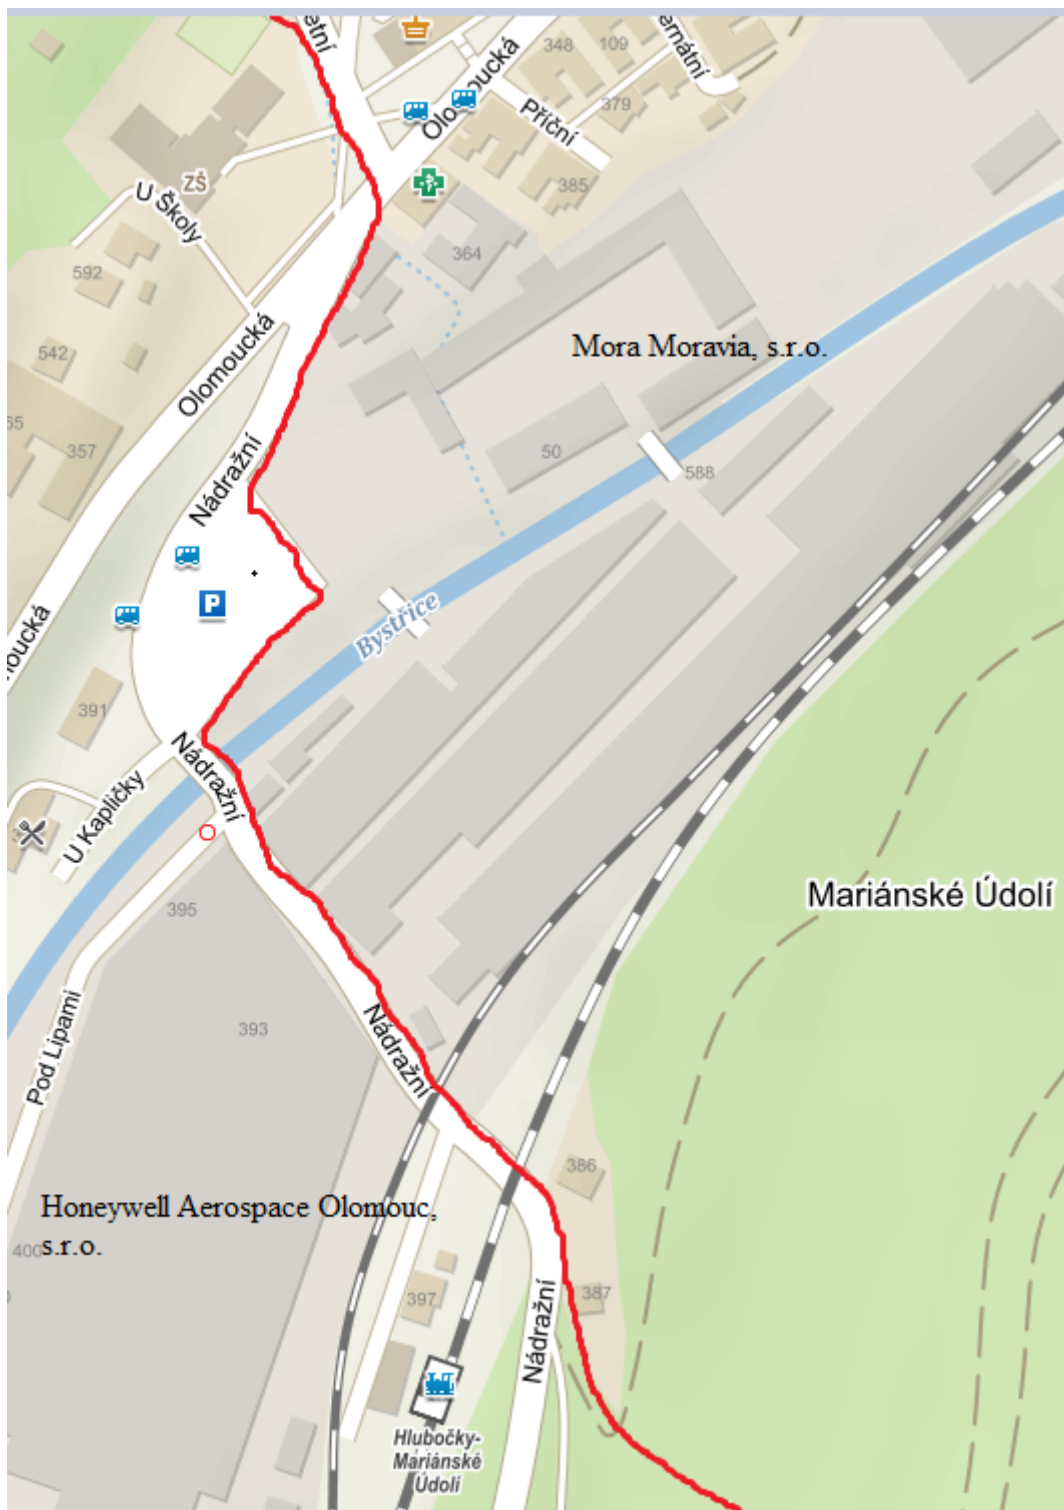 348
109
Olomoucká
Příční
379
ZŠ
385
U Školy
364
592
Mora Moravia, s.r.o.
542
Olomoucká
357
50
588
Nádražní
P
Bystřice
391
Nádražní
U Kapličky
Mariánské Údolí
395
393
Nádražní
Pod Lipami
386
Honeywell Aerospace Olomouc,
s.r.o.
400
387
397
Nádražní
Hlubočky-
Mariánské
Údolí